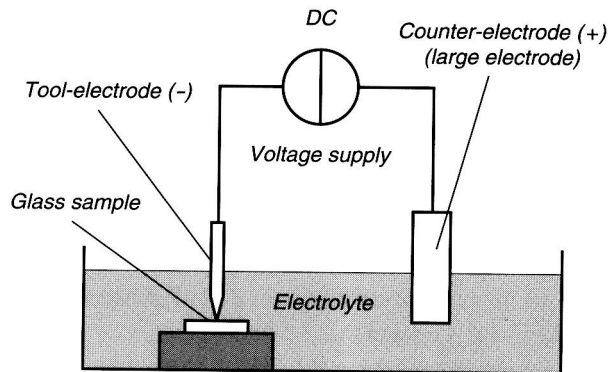 DC
Counter-electrode (+)
(large electrode)
Tool-electrode (–)
Voltage supply
Glass sample
Electrolyte